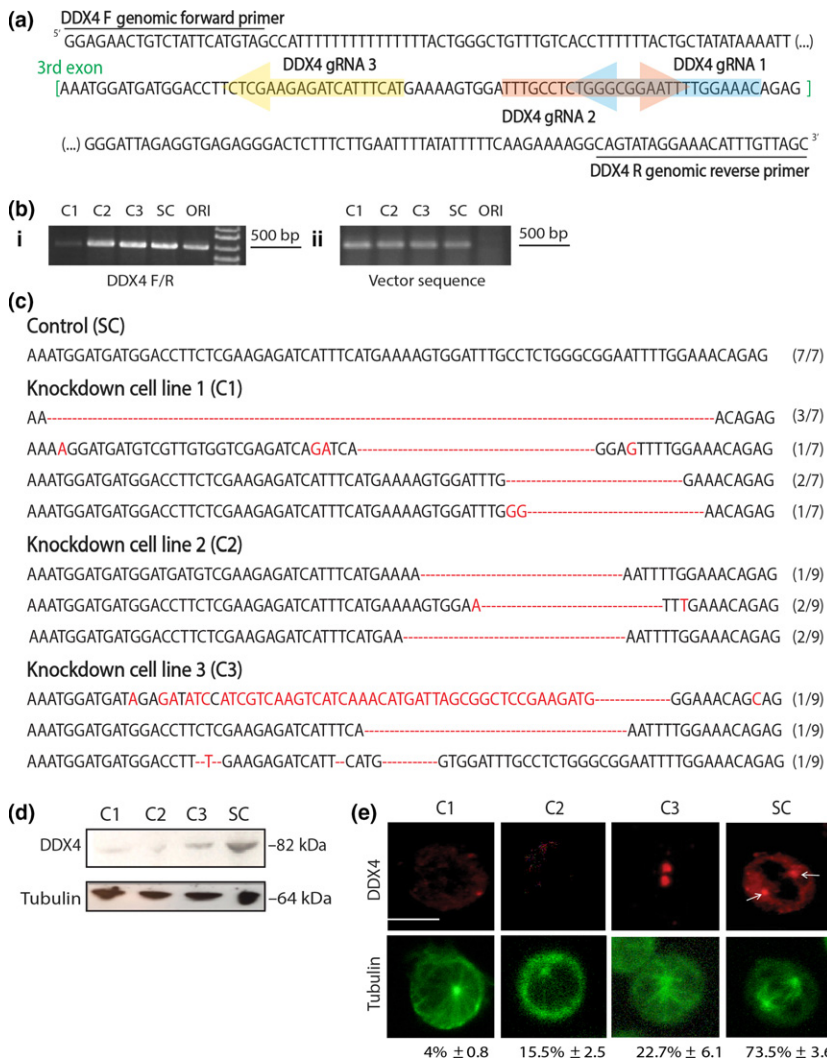 (a)
DDX4 F genomic forward primer
5' GGAGAACTGTCTATTCATGTAGCCATTTTTTTTTTTTTTTTACTGGGCTGTTTGTCACCTTTTTTACTGCTATATAAAATT (...)
3rd exon
DDX4 gRNA 3
DDX4 gRNA 1
[AAATGGATGATGGACCTTCTCGAAGAGATCATTTCATGAAAAGTGGATTTGCCTCTGGGCGGAATTTTGGAAACAGAG ]
DDX4 gRNA 2
(...) GGGATTAGAGGTGAGAGGGACTCTTTCTTGAATTTTATATTTTTCAAGAAAAGGCAGTATAGGAAACATTTGTTAGC 3'
DDX4 R genomic reverse primer
(b)
C1 C2 C3 SC ORI
C1 C2 C3 SC ORI
i
500 bp
ii
500 bp
DDX4 F/R
Vector sequence
(c)
Control (SC)
AAATGGATGATGGACCTTCTCGAAGAGATCATTTCATGAAAAGTGGATTTGCCTCTGGGCGGAATTTTGGAAACAGAG (7/7)
Knockdown cell line 1 (C1)
AA----------------------------------------------------------------------ACAGAG (3/7)
AAAAGGATGATGTCGTTGTGGTCGAGATCAGATCA-------------------------GGAGTTTTGGAAACAGAG (1/7)
AAATGGATGATGGACCTTCTCGAAGAGATCATTTCATGAAAAGTGGATTTG-------------------GAAACAGAG (2/7)
AAATGGATGATGGACCTTCTCGAAGAGATCATTTCATGAAAAGTGGATTTGGG-------------------AACAGAG (1/7)
Knockdown cell line 2 (C2)
AAATGGATGATGGATGATGTCGAAGAGATCATTTCATGAAAA---------------------AATTTTGGAAACAGAG (1/9)
AAATGGATGATGGACCTTCTCGAAGAGATCATTTCATGAAAAGTGGAA-------------------TTTTGAAACAGAG (2/9)
AAATGGATGATGGACCTTCTCGAAGAGATCATTTCATGAA-----------------------AATTTTGGAAACAGAG (2/9)
Knockdown cell line 3 (C3)
AAATGGATGATAGAGATATCCATCGTCAAGTCATCAAACATGATTAGCGGCTCCGAAGATG--------GGAAACAGCAG (1/9)
AAATGGATGATGGACCTTCTCGAAGAGATCATTTCA---------------------------AATTTTGGAAACAGAG (1/9)
AAATGGATGATGGACCTT--T-GAAGAGATCATT--CATG------GTGGATTTGCCTCTGGGCGGAATTTTGGAAACAGAG (1/9)
(d)
C1 C2 C3 SC
DDX4
–82 kDa
Tubulin
–64 kDa
(e)
C1 C2 C3 SC
DDX4
Tubulin
4% ±0.8 15.5% ±2.5 22.7% ±6.1 73.5% ±3.6